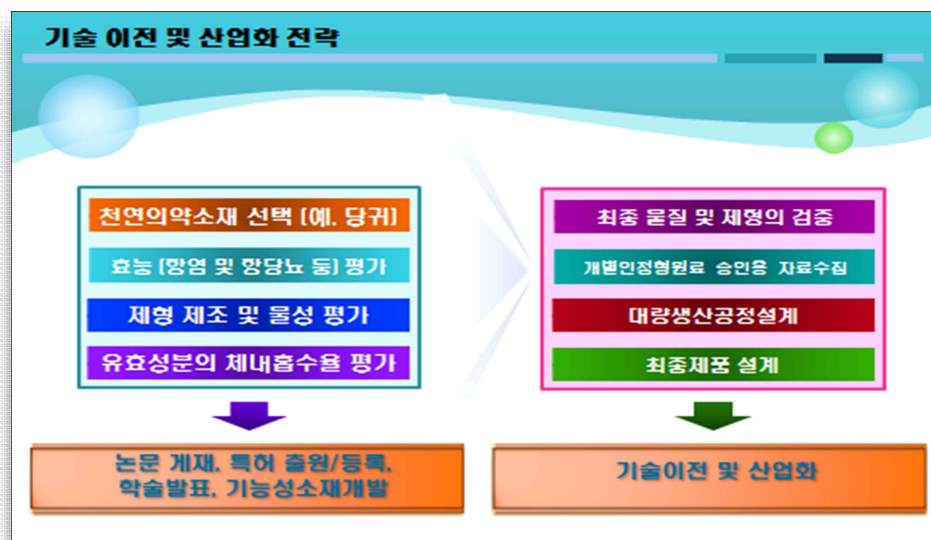 기술 이전 및 산업화 전략
천연의약소재 선택 (예. 당귀)
효능 (항염 및 항당뇨 등) 평가
제형 제조 및 물성 평가
유효성분의 체내흡수율 평가
논문 게재, 특허 출원/등록,
학술발표, 기능성소재개발
최종 물질 및 제형의 검증
개별인정형원료 승인용 자료수집
대량생산공정설계
최종제품 설계
기술이전 및 산업화